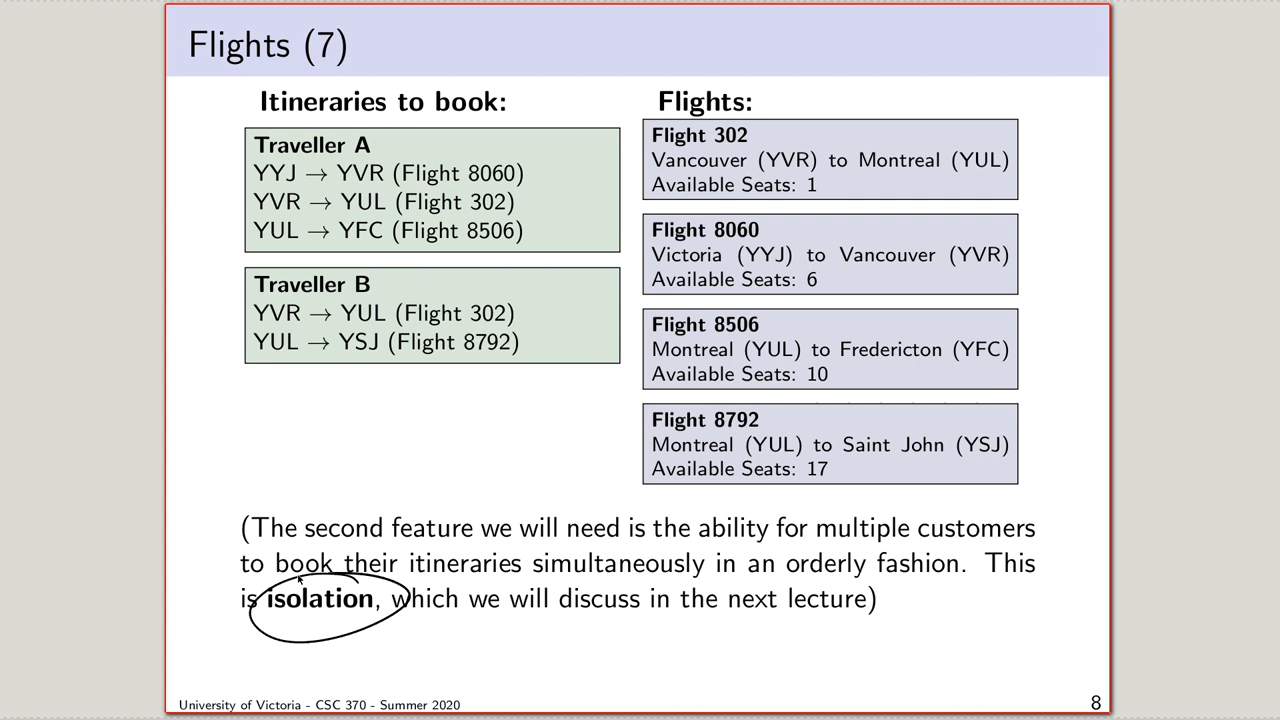 Flights (7)
Itineraries to book:
Traveller A
YYJ → YVR (Flight 8060)
YVR → YUL (Flight 302)
YUL → YFC (Flight 8506)
Traveller B
YVR → YUL (Flight 302)
YUL → YSJ (Flight 8792)
Flights:
Flight 302
Vancouver (YVR) to Montreal (YUL)
Available Seats: 1
Flight 8060
Victoria (YYJ) to Vancouver (YVR)
Available Seats: 6
Flight 8506
Montreal (YUL) to Fredericton (YFC)
Available Seats: 10
Flight 8792
Montreal (YUL) to Saint John (YSJ)
Available Seats: 17
(The second feature we will need is the ability for multiple customers
to book their itineraries simultaneously in an orderly fashion. This
is isolation, which we will discuss in the next lecture)
University of Victoria - CSC 370 - Summer 2020
8